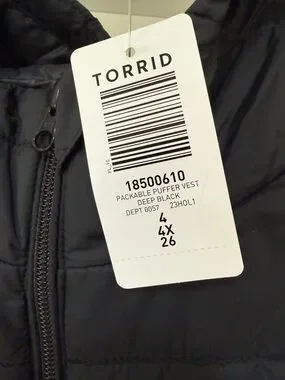 TORRID
18500610
PACKABLE PUFFER VEST
DEEP BLACK
DEPT 0057 23HOL1
4
4X
26